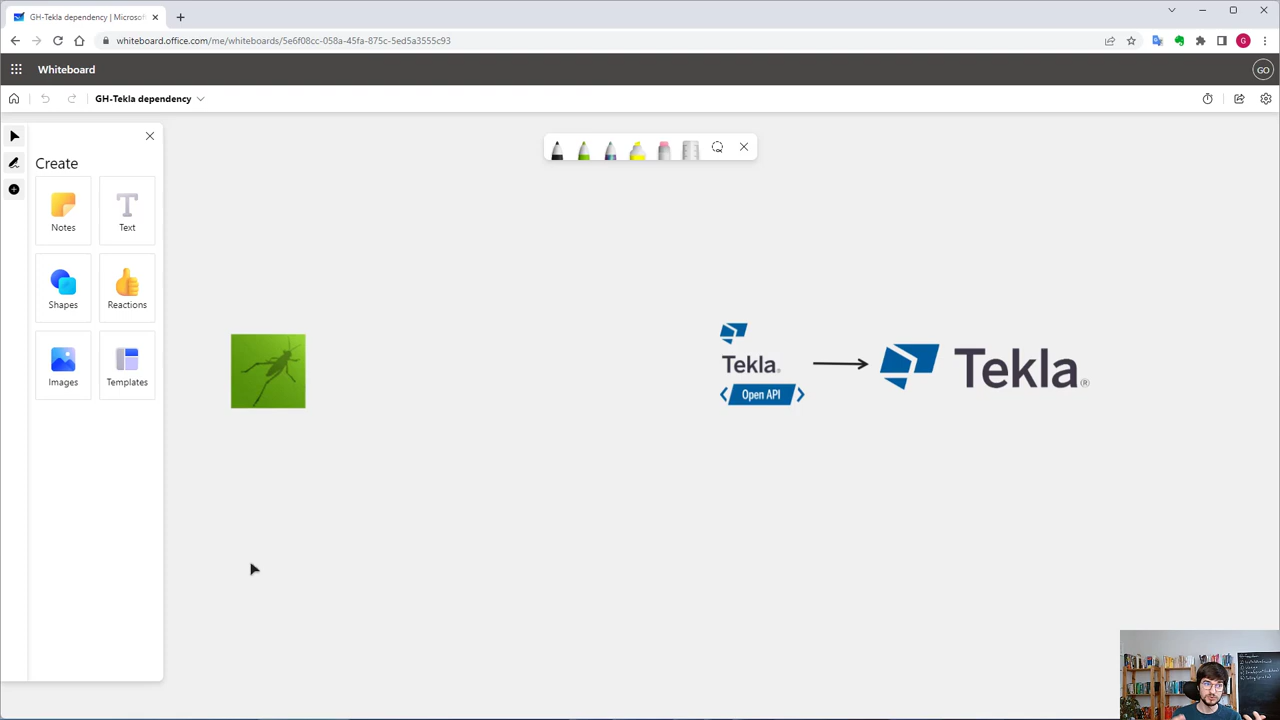 GH-Tekla dependency | Microsof
whiteboard.office.com/me/whiteboards/5e6f08cc-058a-45fa-875c-5ed5a3555c93
G
Whiteboard
GO
GH-Tekla dependency
Create
Notes
Text
Shapes
Reactions
Images
Templates
Tekla®
Open API
Tekla®